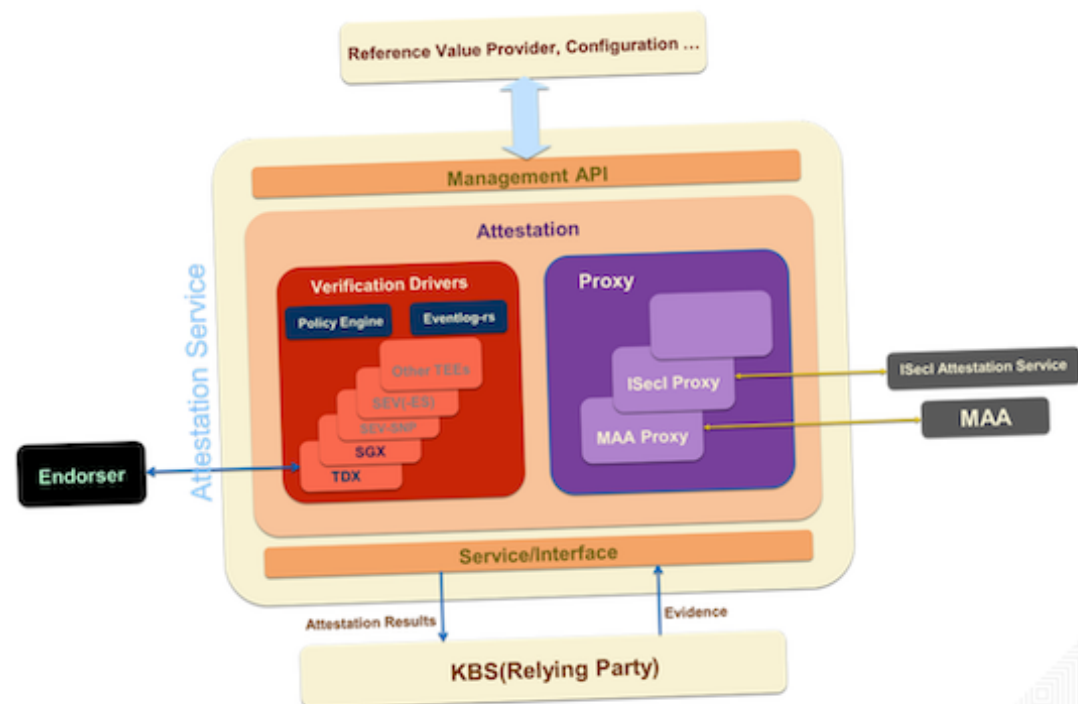 Reference Value Provider, Configuration ...
Management API
Attestation
Attestation Service
Verification Drivers
Policy Engine
Eventlog-rs
Other TEEs
SEV(-ES)
SEV-SNP
SGX
TDX
Proxy
ISecl Proxy
MAA Proxy
ISecl Attestation Service
MAA
Endorser
Service/Interface
Attestation Results
Evidence
KBS(Relying Party)